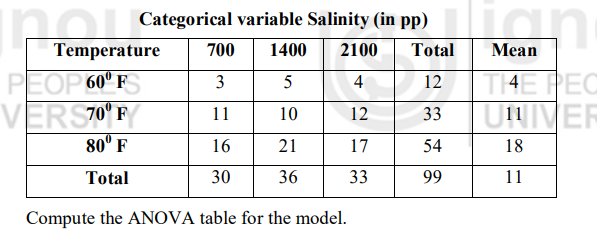 Categorical variable Salinity (in pp)
Temperature 700 1400 2100 Total Mean
60⁰ F 3 5 4 12 4
70⁰ F 11 10 12 33 11
80⁰ F 16 21 17 54 18
Total 30 36 33 99 11
Compute the ANOVA table for the model.